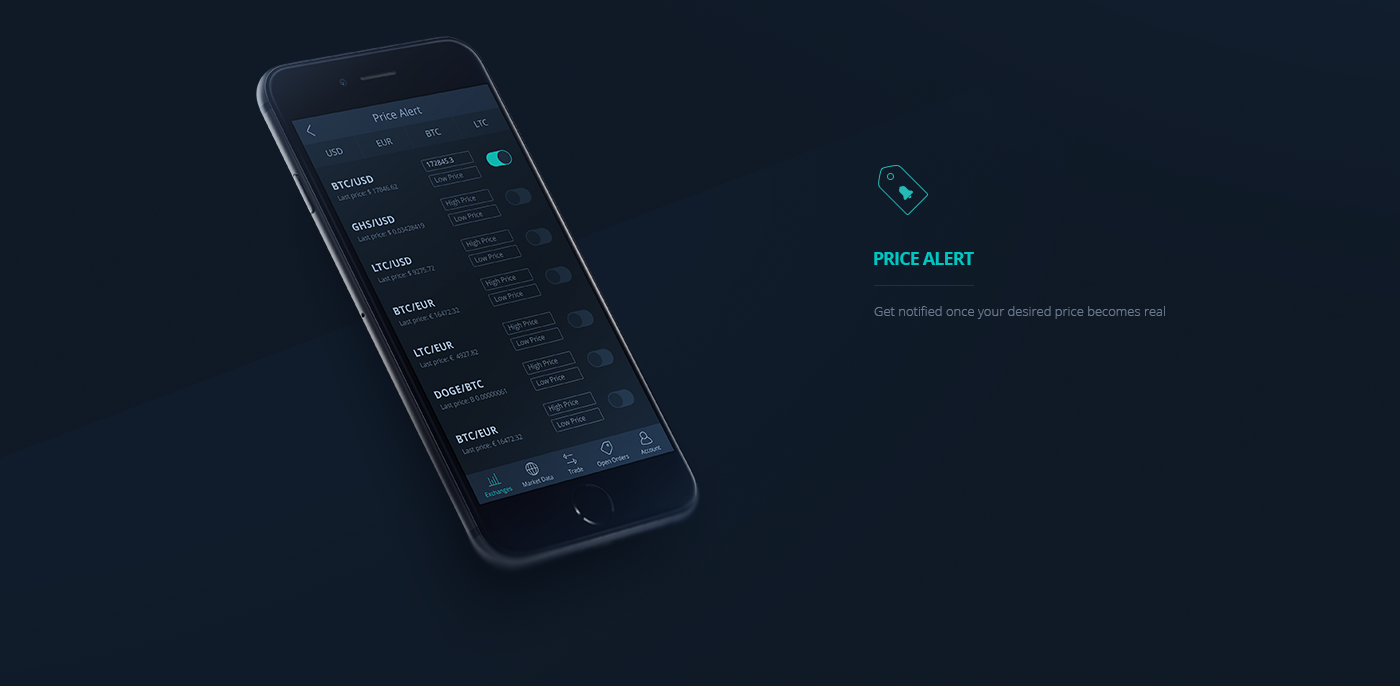 Price Alert
USD EUR BTC LTC
BTC/USD
Last price: $ 17846.62
172845.3
Low Price
GHS/USD
Last price: $ 0.03428419
High Price
Low Price
LTC/USD
Last price: $ 9275.72
High Price
Low Price
BTC/EUR
Last price: € 16472.32
High Price
Low Price
LTC/EUR
Last price: € 4927.82
High Price
Low Price
DOGE/BTC
Last price: B 0.00000061
High Price
Low Price
BTC/EUR
Last price: € 16472.32
High Price
Low Price
Exchanges Market Data Trade Open Orders Account
PRICE ALERT
Get notified once your desired price becomes real